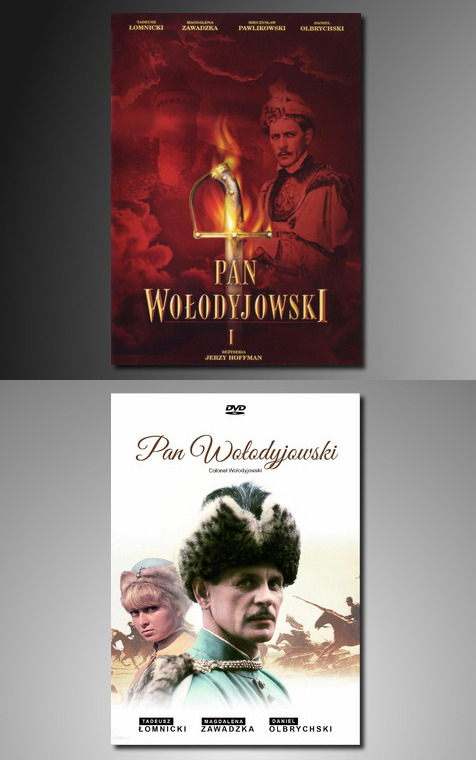 TADEUSZ ŁOMNICKI
MAGDALENA ZAWADZKA
MIECZYSŁAW PAWLIKOWSKI
DANIEL OLBRYCHSKI
PAN
WOŁODYJOWSKI
I
REŻYSERIA
JERZY HOFFMAN
DVD
Pan Wołodyjowski
Colonel Wolodyjowski
TADEUSZ ŁOMNICKI
MAGDALENA ZAWADZKA
DANIEL OLBRYCHSKI